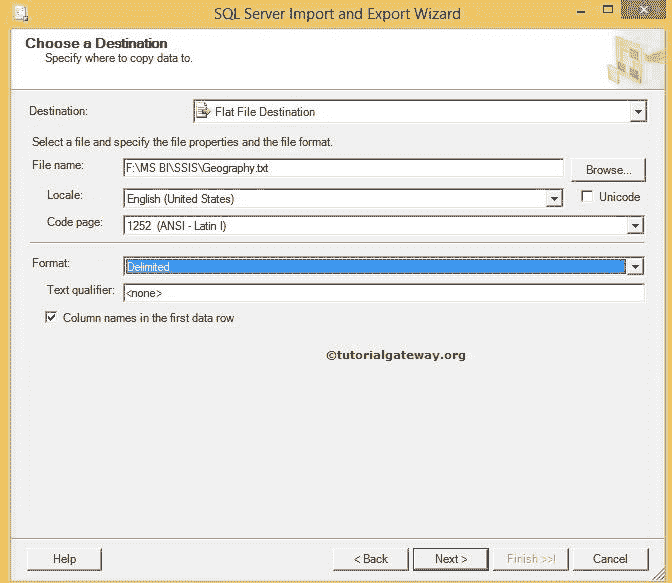 SQL Server Import and Export Wizard
Choose a Destination
Specify where to copy data to.
Destination: Flat File Destination
Select a file and specify the file properties and the file format.
File name: F:\MS BI\SSIS\Geography.txt Browse...
Locale: English (United States) Unicode
Code page: 1252 (ANSI - Latin I)
Format: Delimited
Text qualifier: <none>
Column names in the first data row
©tutorialgateway.org
Help < Back Next > Finish >>| Cancel